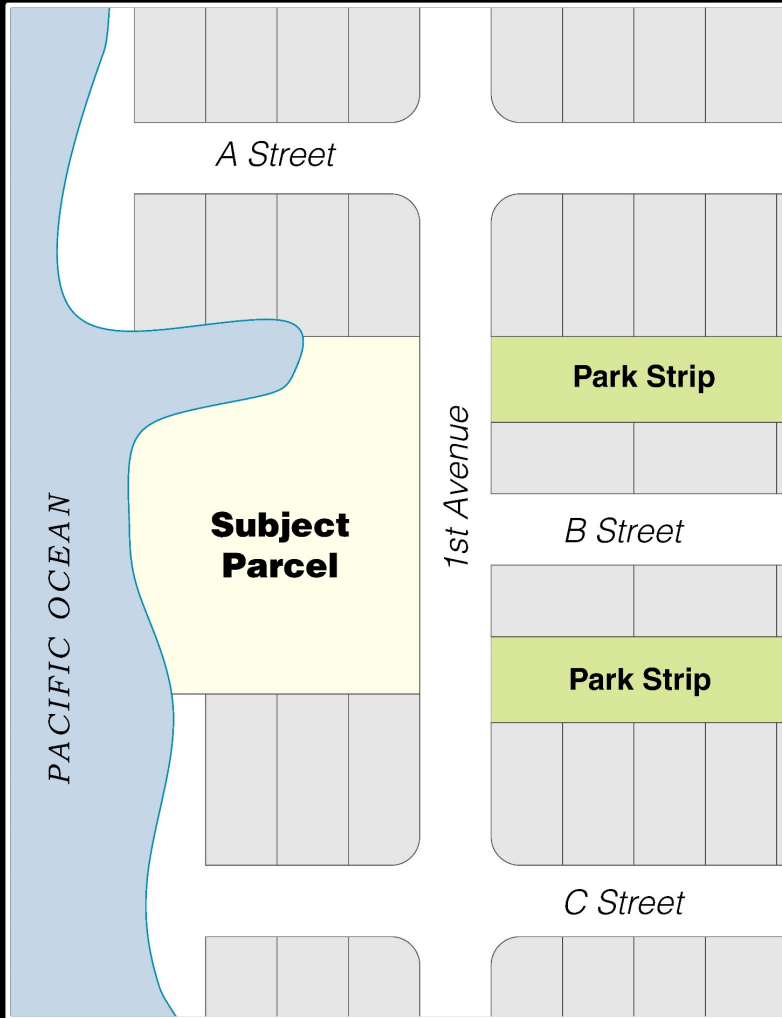 A Street
Park Strip
1st Avenue
Subject
Parcel
B Street
PACIFIC OCEAN
Park Strip
C Street